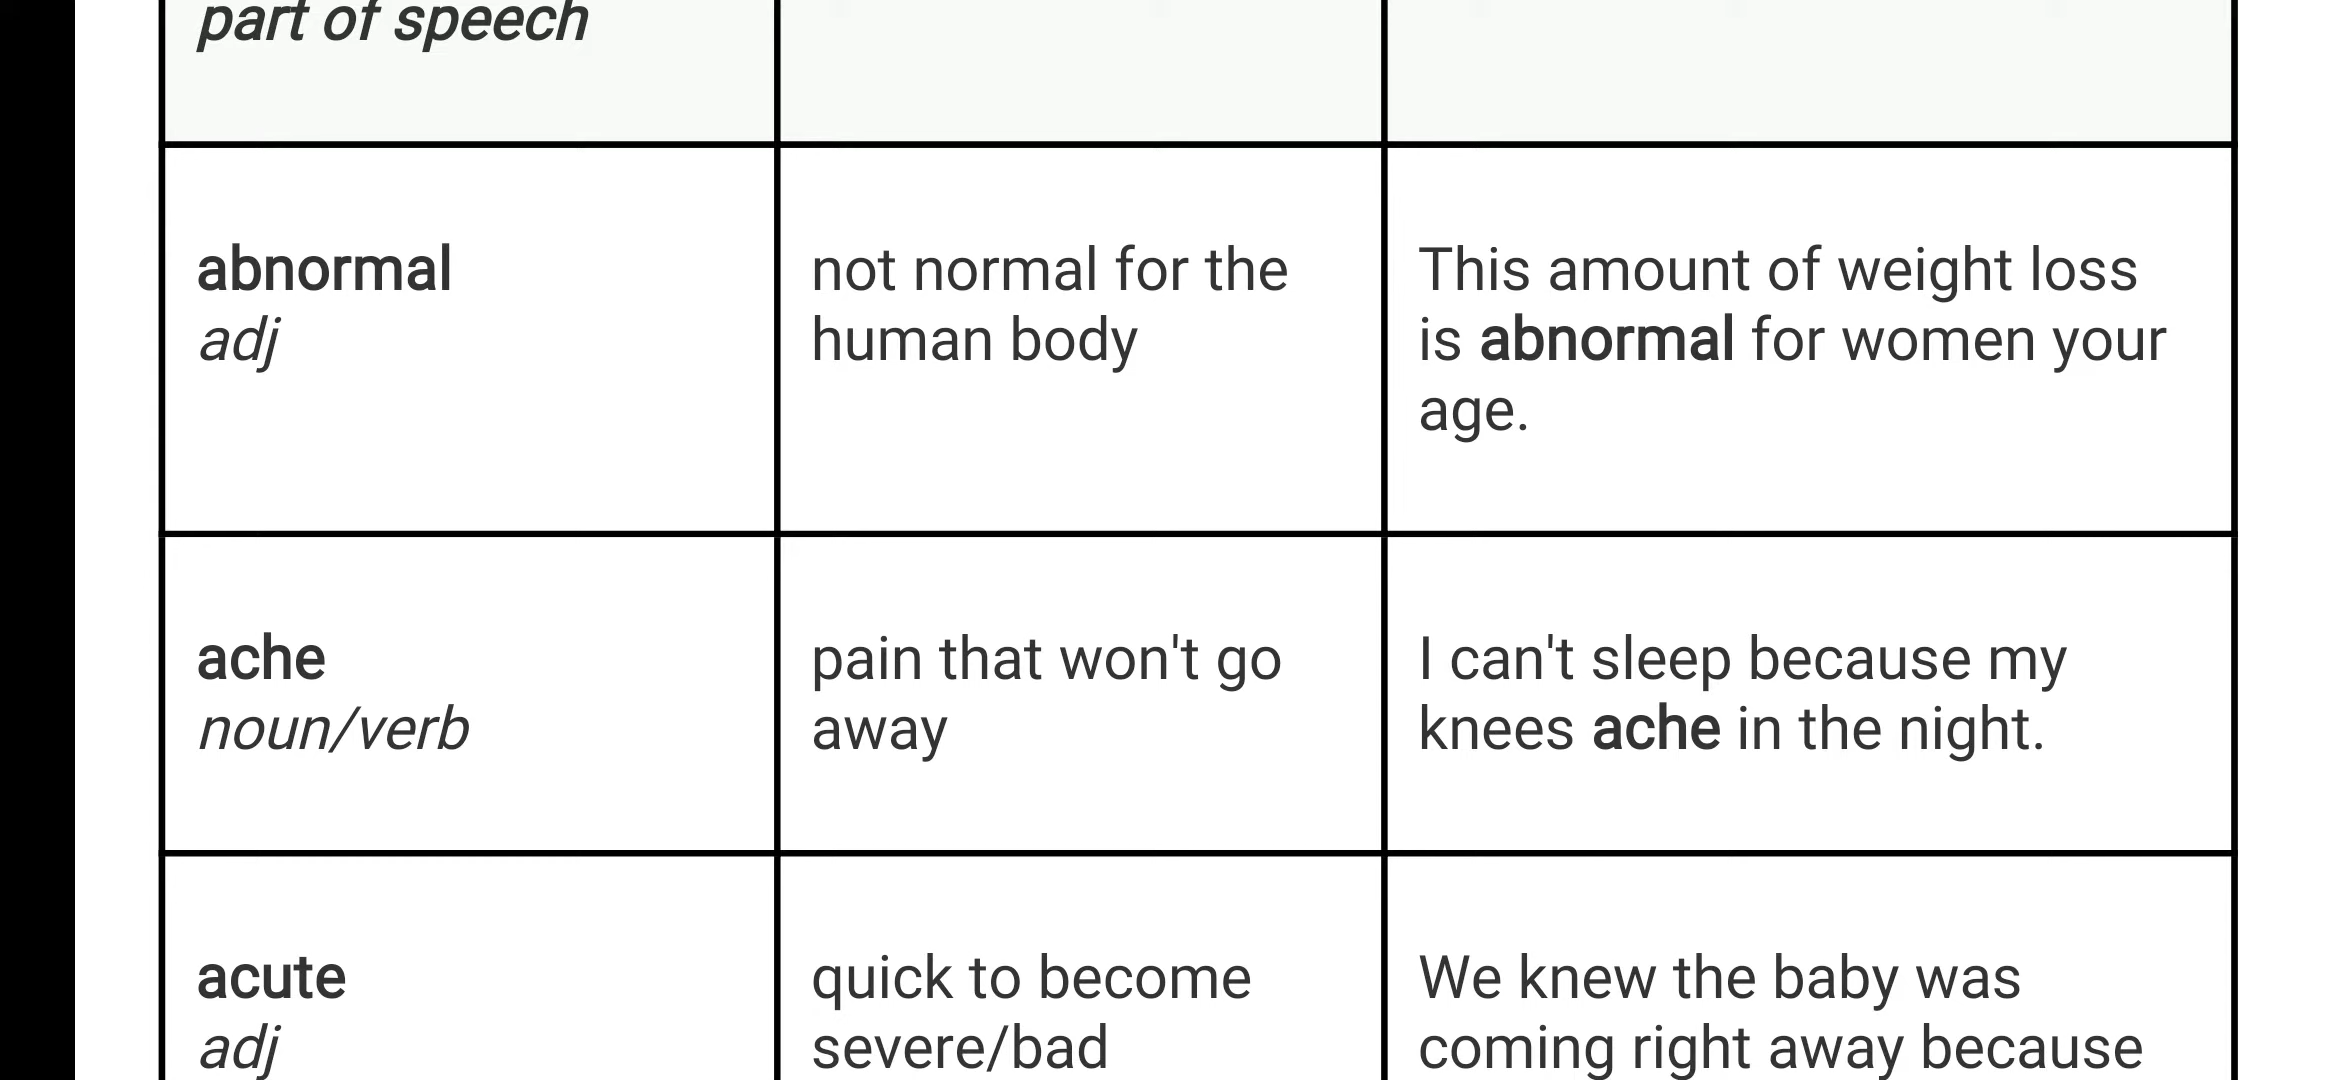 part of speech
abnormal
adj
not normal for the
human body
This amount of weight loss
is abnormal for women your
age.
ache
noun/verb
pain that won't go
away
I can't sleep because my
knees ache in the night.
acute
adj
quick to become
severe/bad
We knew the baby was
coming right away because